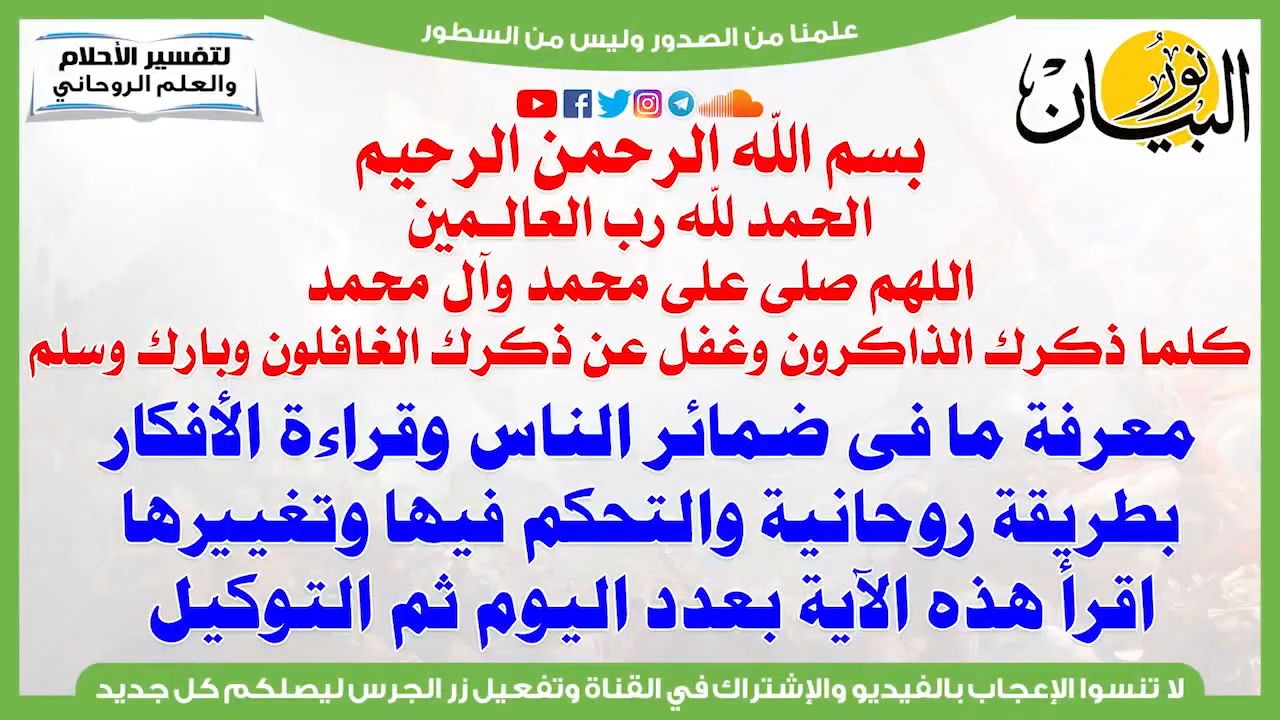 علمنا من الصدور وليس من السطور
لتفسير الأحلام
والعلم الروحاني
نور
البيان
بسم الله الرحمن الرحيم
الحمد لله رب العالـمين
اللهم صلى على محمد وآل محمد
كلما ذكرك الذاكرون وغفل عن ذكرك الغافلون وبارك وسلم
معرفة ما فى ضمائر الناس وقراءة الأفكار
بطريقة روحانية والتحكم فيها وتغييرها
اقرأ هذه الآية بعدد اليوم ثم التوكيل
لا تنسوا الإعجاب بالفيديو والإشتراك في القناة وتفعيل زر الجرس ليصلكم كل جديد